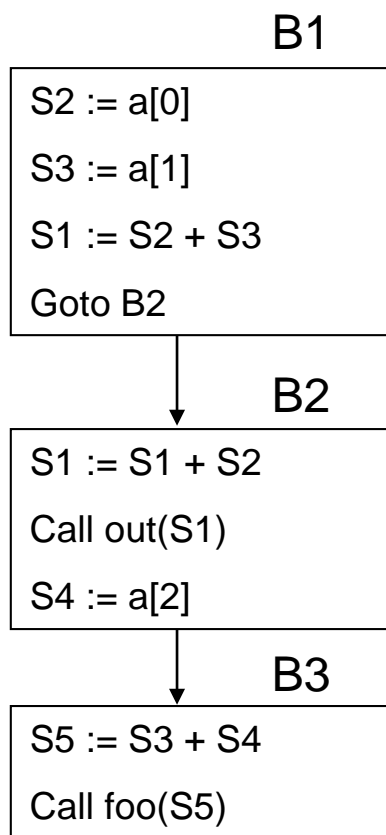 B1
S2 := a[0]
S3 := a[1]
S1 := S2 + S3
Goto B2
B2
S1 := S1 + S2
Call out(S1)
S4 := a[2]
B3
S5 := S3 + S4
Call foo(S5)